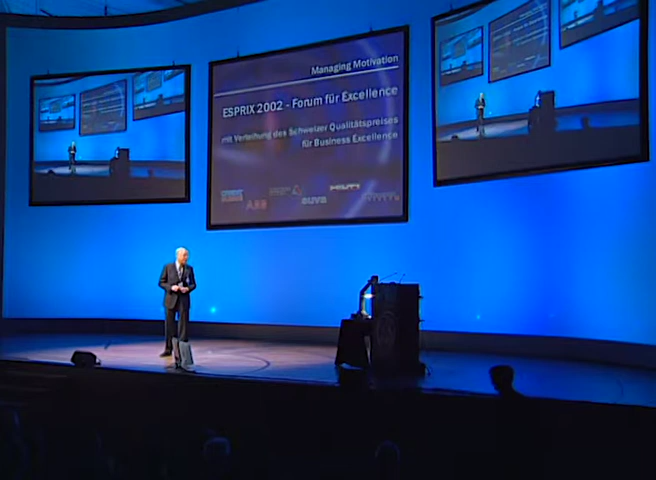 Managing Motivation
ESPRIX 2002 - Forum für Excellence
mit Verleihung des Schweizer Qualitätspreises
für Business Excellence
ABB
suva
HILTI